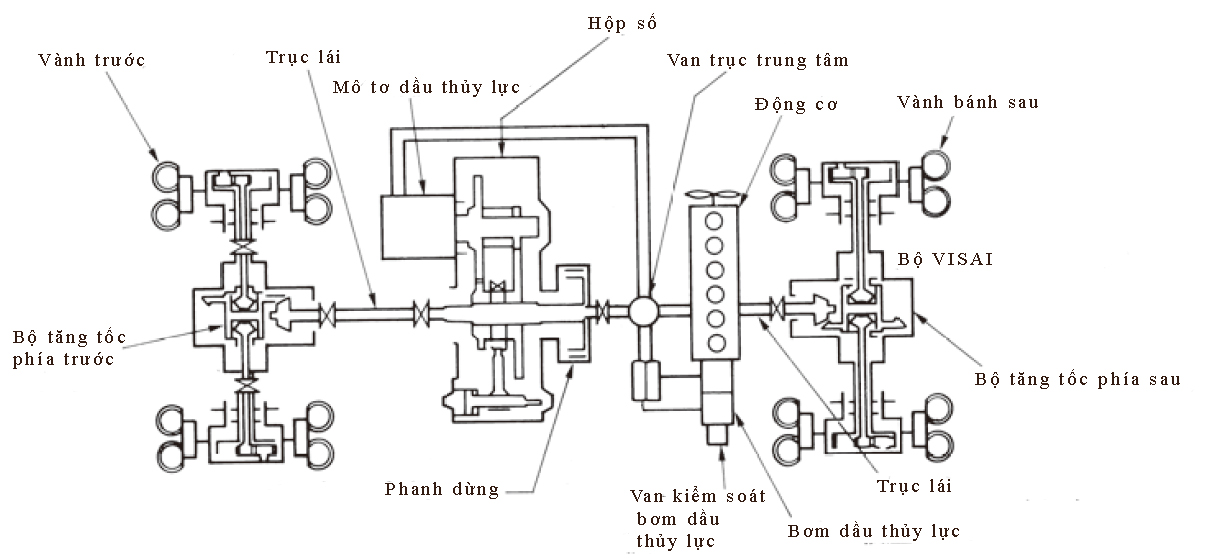 Hộp số
Vành trước
Trục lái
Van trục trung tâm
Mô tơ dầu thủy lực
Động cơ
Vành bánh sau
Bộ VISAI
Bộ tăng tốc
phía trước
Bộ tăng tốc phía sau
Phanh dừng
Van kiểm soát
bơm dầu
thủy lực
Trục lái
Bơm dầu thủy lực